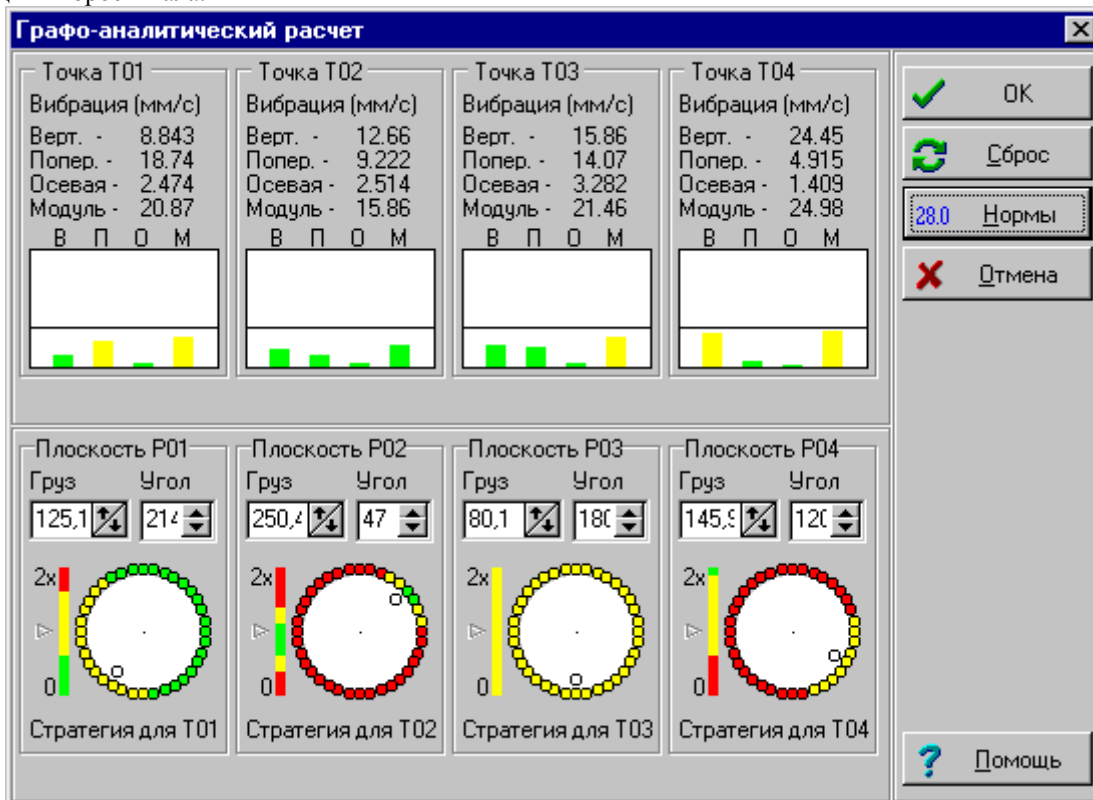 Графо-аналитический расчет
Точка T01
Вибрация (мм/с)
Верт. - 8.843
Попер. - 18.74
Осевая - 2.474
Модуль - 20.87
В П О М
Точка T02
Вибрация (мм/с)
Верт. - 12.66
Попер. - 9.222
Осевая - 2.514
Модуль - 15.86
В П О М
Точка T03
Вибрация (мм/с)
Верт. - 15.86
Попер. - 14.07
Осевая - 3.282
Модуль - 21.46
В П О М
Точка T04
Вибрация (мм/с)
Верт. - 24.45
Попер. - 4.915
Осевая - 1.409
Модуль - 24.98
В П О М
OK
Сброс
28.0 Нормы
Отмена
Плоскость P01
Груз Угол
125,1 214
2x
0
Стратегия для T01
Плоскость P02
Груз Угол
250,4 47
2x
0
Стратегия для T02
Плоскость P03
Груз Угол
80,1 180
2x
0
Стратегия для T03
Плоскость P04
Груз Угол
145,9 120
2x
0
Стратегия для T04
? Помощь